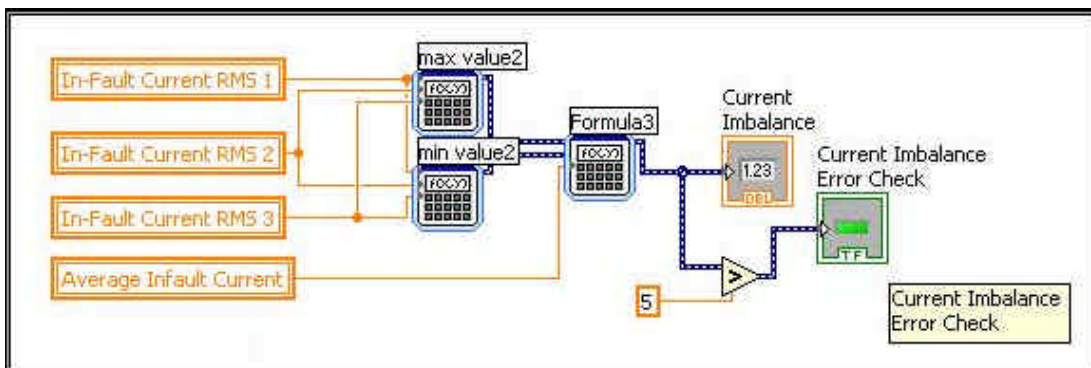 max value2
In-Fault Current RMS 1
f(X,Y)
Current
Imbalance
Formula3
In-Fault Current RMS 2
min value2
f(X,Y)
1.23
DBL
Current Imbalance
Error Check
f(X,Y)
In-Fault Current RMS 3
TF
>
Average Infault Current
5
Current Imbalance
Error Check